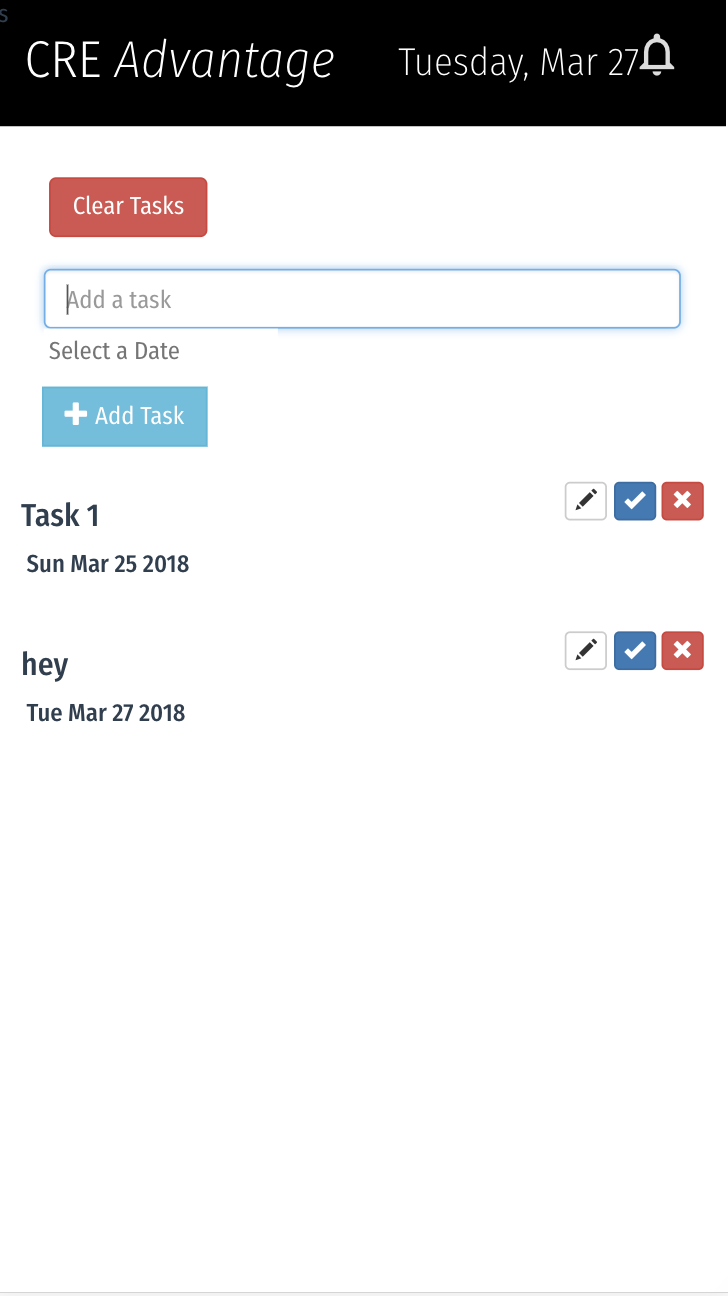 s
CRE Advantage Tuesday, Mar 27
Clear Tasks
Add a task
Select a Date
Add Task
Task 1
Sun Mar 25 2018
hey
Tue Mar 27 2018